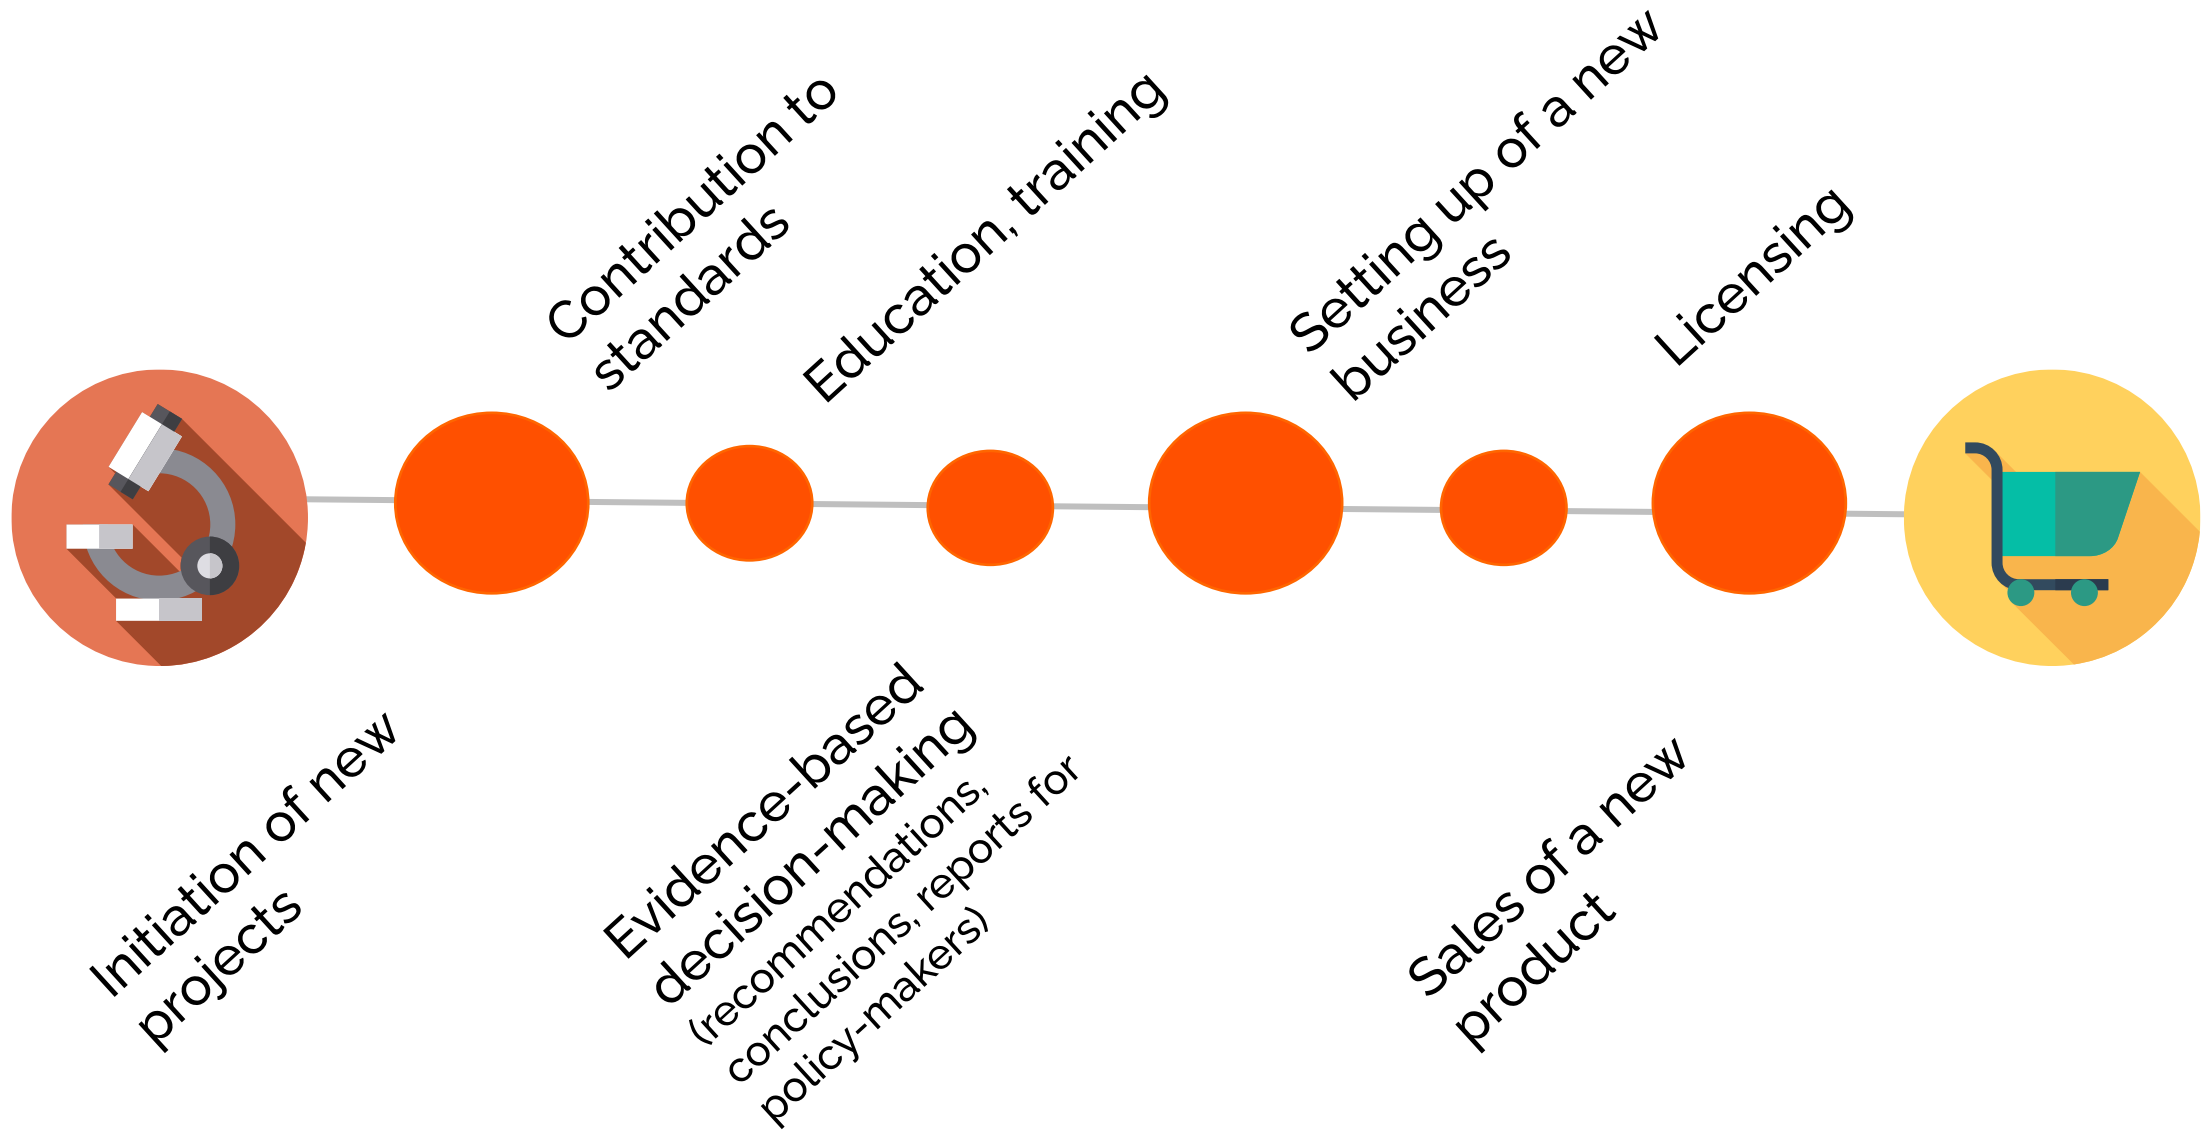 Contribution to
standards
Education, training
Setting up of a new
business
Licensing
Initiation of new
projects
Evidence-based
decision-making
(recommendations,
conclusions, reports for
policy-makers)
Sales of a new
product